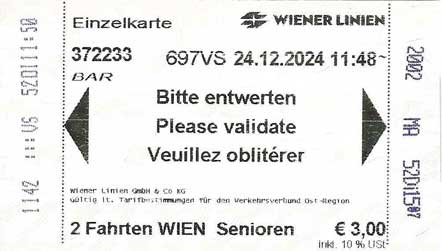 Einzelkarte
WIENER LINIEN
372233
697VS 24.12.2024 11:48
BAR
Bitte entwerten
Please validate
Veuillez oblitérer
Wiener Linien GmbH & Co KG
Gültig lt. Tarifbestimmungen für den Verkehrsverbund Ost-Region
2 Fahrten WIEN Senioren € 3,00
inkl. 10 % USt